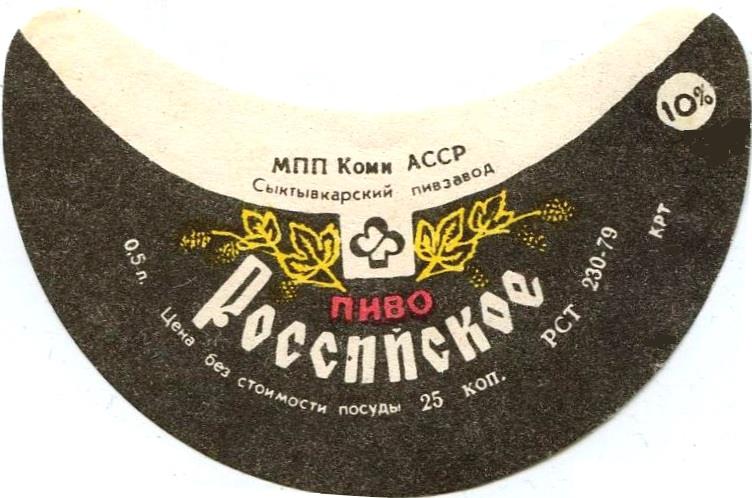 10%
МПП Коми АССР
Сыктывкарский пивзавод
ПИВО
Российское
0,5 л. Цена без стоимости посуды 25 коп. РСТ 230-79 КРТ